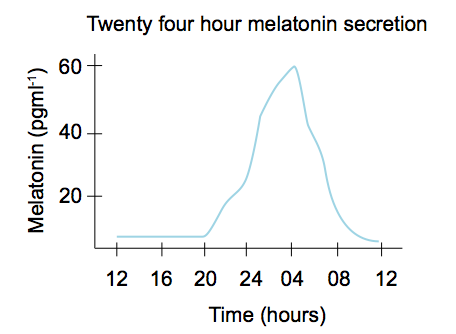 Twenty four hour melatonin secretion
Melatonin (pgml⁻¹)
60
40
20
12 16 20 24 04 08 12
Time (hours)